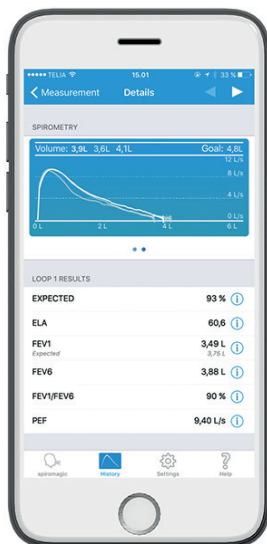 TELIA 15.01 33 %
Measurement Details
SPIROMETRY
Volume: 3,9L 3,6L 4,1L Goal: 4,8L
12 L/s
8 L/s
4 L/s
0 L/s
0 L 2 L 4 L 6 L
LOOP 1 RESULTS
EXPECTED 93 %
ELA 60,6
FEV1 3,49 L
Expected 3,75 L
FEV6 3,88 L
FEV1/FEV6 90 %
PEF 9,40 L/s
spiromagic History Settings Help